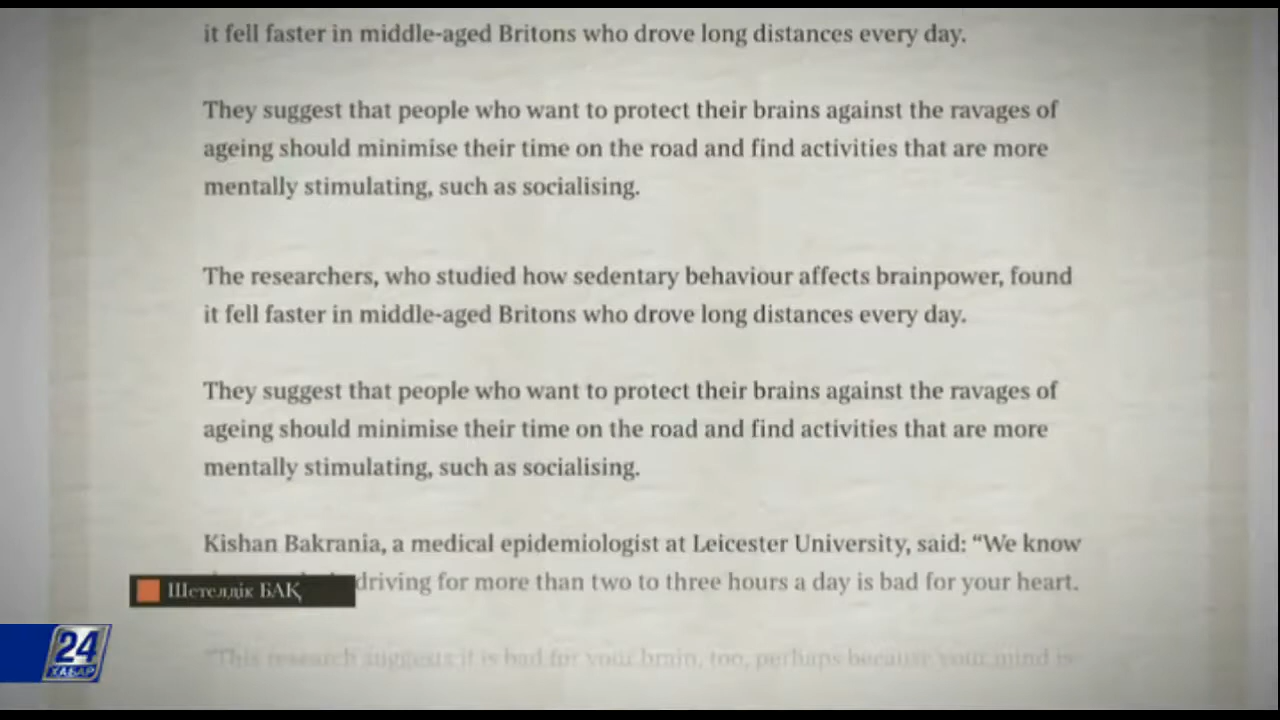 it fell faster in middle-aged Britons who drove long distances every day.
They suggest that people who want to protect their brains against the ravages of
ageing should minimise their time on the road and find activities that are more
mentally stimulating, such as socialising.
The researchers, who studied how sedentary behaviour affects brainpower, found
it fell faster in middle-aged Britons who drove long distances every day.
They suggest that people who want to protect their brains against the ravages of
ageing should minimise their time on the road and find activities that are more
mentally stimulating, such as socialising.
Kishan Bakrania, a medical epidemiologist at Leicester University, said: “We know
driving for more than two to three hours a day is bad for your heart.
Шетелдік БАҚ
“This research suggests it is bad for your brain, too, perhaps because your mind is
24
ХАБАР